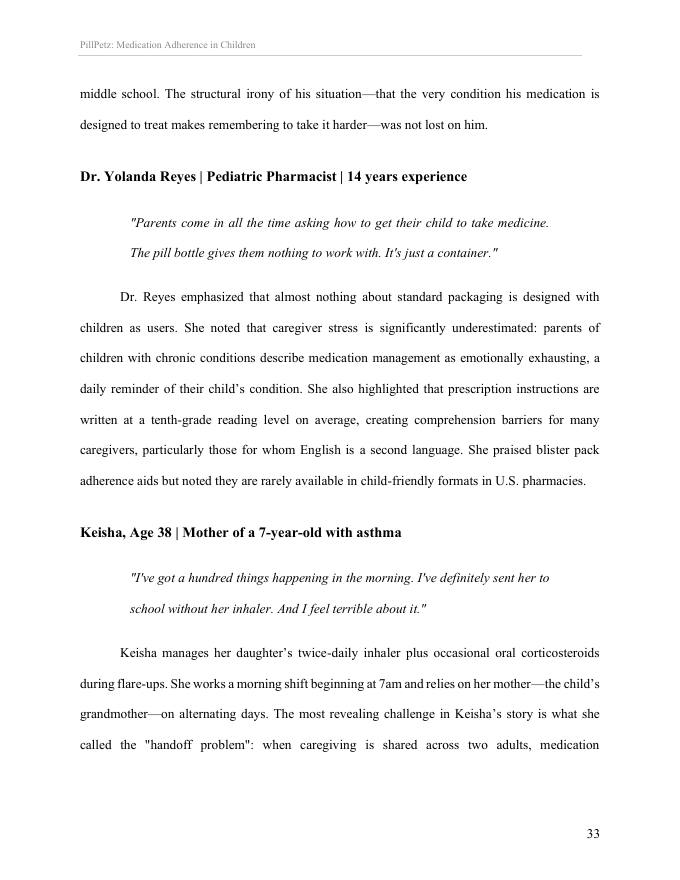 PillPetz: Medication Adherence in Children
middle school. The structural irony of his situation—that the very condition his medication is
designed to treat makes remembering to take it harder—was not lost on him.
Dr. Yolanda Reyes | Pediatric Pharmacist | 14 years experience
"Parents come in all the time asking how to get their child to take medicine.
The pill bottle gives them nothing to work with. It's just a container."
Dr. Reyes emphasized that almost nothing about standard packaging is designed with
children as users. She noted that caregiver stress is significantly underestimated: parents of
children with chronic conditions describe medication management as emotionally exhausting, a
daily reminder of their child’s condition. She also highlighted that prescription instructions are
written at a tenth-grade reading level on average, creating comprehension barriers for many
caregivers, particularly those for whom English is a second language. She praised blister pack
adherence aids but noted they are rarely available in child-friendly formats in U.S. pharmacies.
Keisha, Age 38 | Mother of a 7-year-old with asthma
"I've got a hundred things happening in the morning. I've definitely sent her to
school without her inhaler. And I feel terrible about it."
Keisha manages her daughter’s twice-daily inhaler plus occasional oral corticosteroids
during flare-ups. She works a morning shift beginning at 7am and relies on her mother—the child’s
grandmother—on alternating days. The most revealing challenge in Keisha’s story is what she
called the "handoff problem": when caregiving is shared across two adults, medication
33